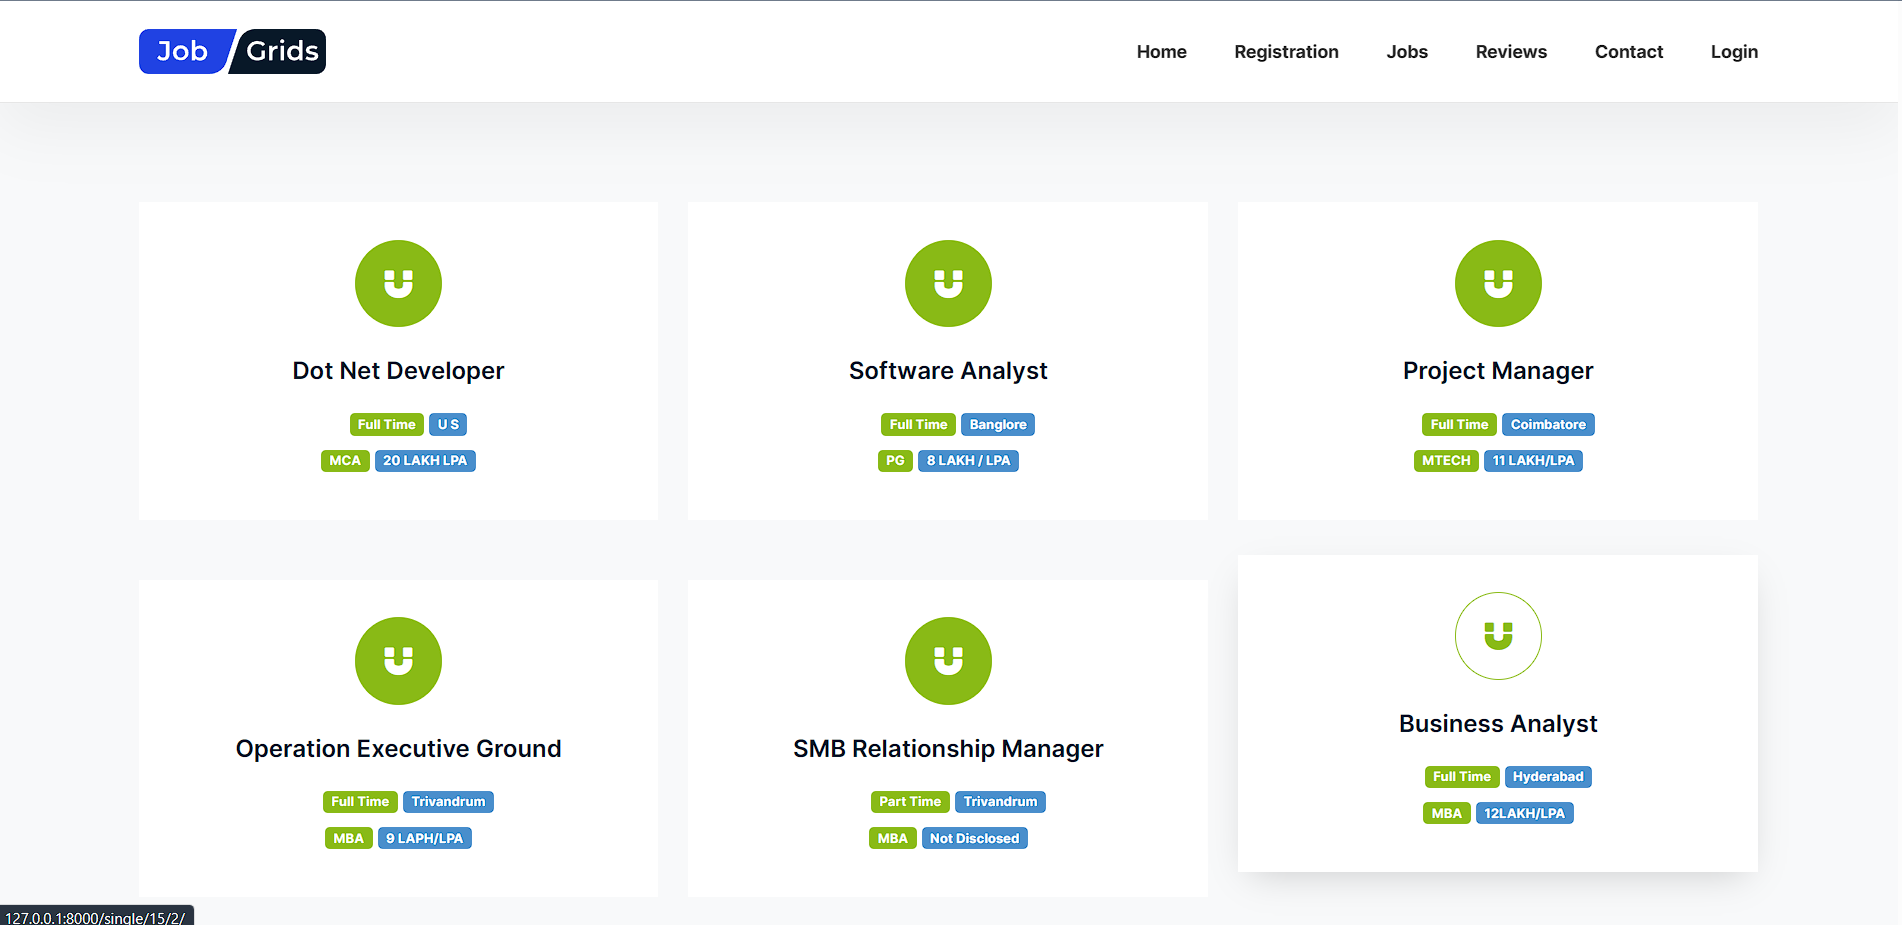 Job Grids
Home Registration Jobs Reviews Contact Login
Dot Net Developer
Full Time U S
MCA 20 LAKH LPA
Software Analyst
Full Time Banglore
PG 8 LAKH / LPA
Project Manager
Full Time Coimbatore
MTECH 11 LAKH/LPA
Operation Executive Ground
Full Time Trivandrum
MBA 9 LAPH/LPA
SMB Relationship Manager
Part Time Trivandrum
MBA Not Disclosed
Business Analyst
Full Time Hyderabad
MBA 12LAKH/LPA
127.0.0.1:8000/single/15/2/